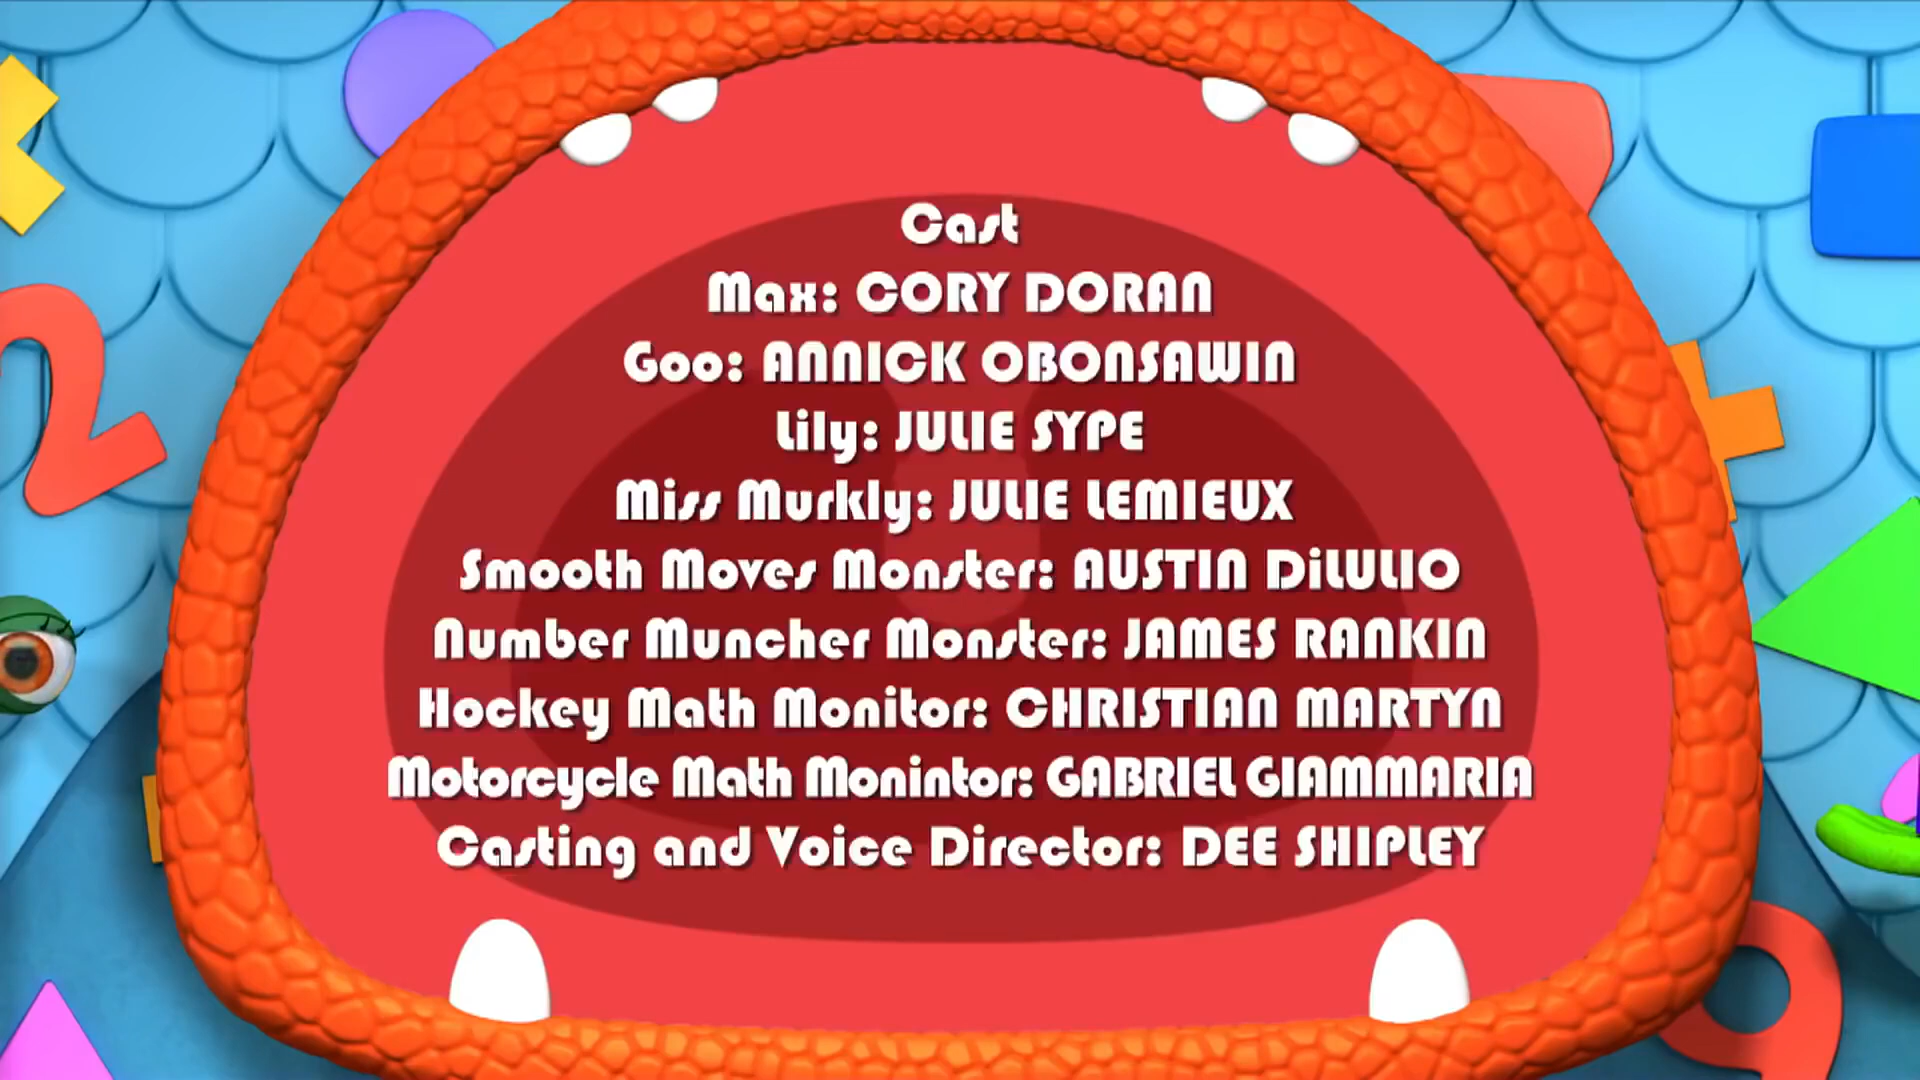 Cast
Max: CORY DORAN
Goo: ANNICK OBONSAWIN
Lily: JULIE SYPE
Miss Murkly: JULIE LEMIEUX
Smooth Moves Monster: AUSTIN DiLULIO
Number Muncher Monster: JAMES RANKIN
Hockey Math Monitor: CHRISTIAN MARTYN
Motorcycle Math Monintor: GABRIEL GIAMMARIA
Casting and Voice Director: DEE SHIPLEY
2
9